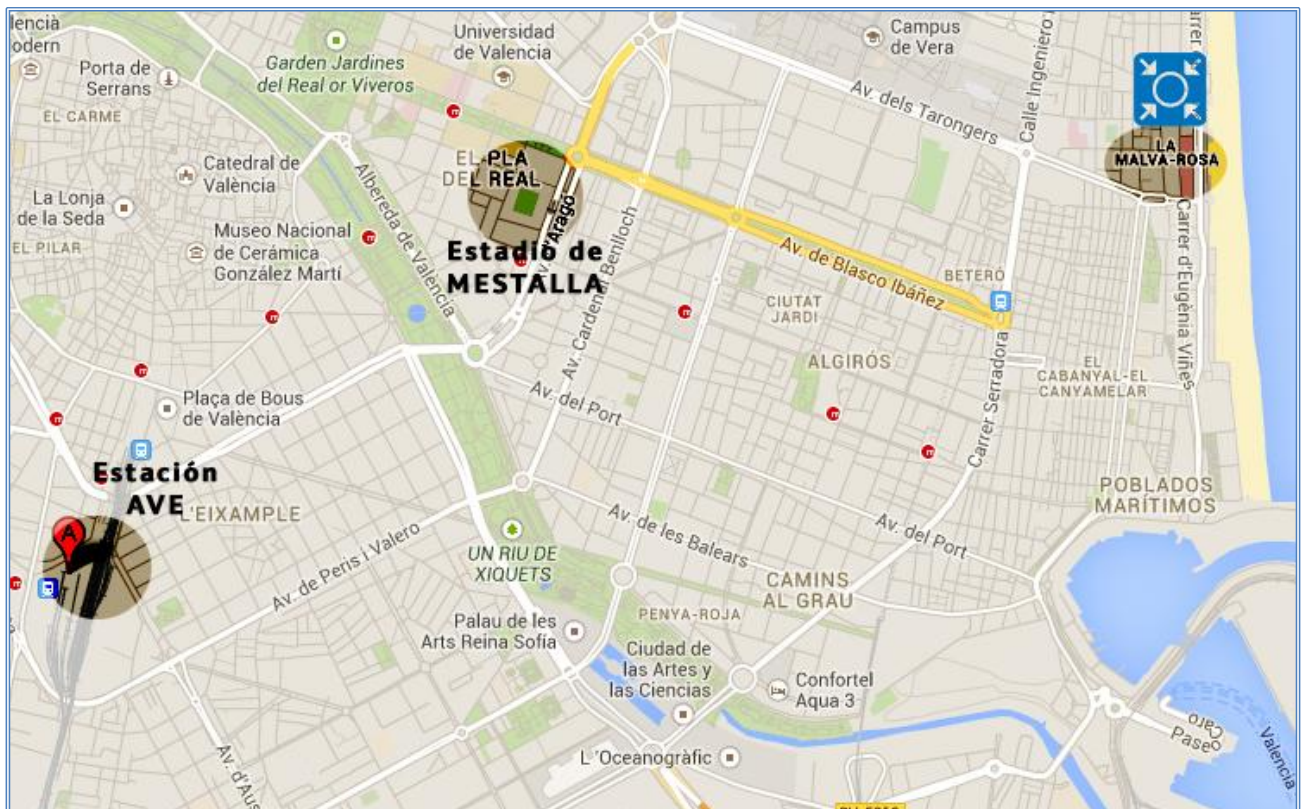 lencià
odern
Porta de
Serrans
EL CARME
Garden Jardines
del Real or Viveros
Universidad
de Valencia
Campus
de Vera
Calle Ingeniero
Av. dels Tarongers
LA
MALVA-ROSA
Catedral de
València
La Lonja
de la Seda
EL PILAR
Museo Nacional
de Cerámica
González Martí
Albereda de València
EL PLA
DEL REAL
Estadio de
MESTALLA
Av. d'Aragó
Av. Cardenal Benlloch
Av. de Blasco Ibáñez
BETERÓ
CIUTAT
JARDI
ALGIRÓS
EL
CABANYAL-EL
CANYAMELAR
Carrer d'Eugènia Viñes
Carrer Serradora
Plaça de Bous
de València
Av. del Port
Estación
AVE
A
L'EIXAMPLE
POBLADOS
MARÍTIMOS
Av. de les Balears
Av. del Port
UN RIU DE
XIQUETS
Av. de Peris i Valero
CAMINS
AL GRAU
PENYA-ROJA
Palau de les
Arts Reina Sofía
Ciudad de
las Artes y
las Ciencias
Confortel
Aqua 3
L'Oceanogràfic
Paseo
Caro
Valencia
Av. d'Aus